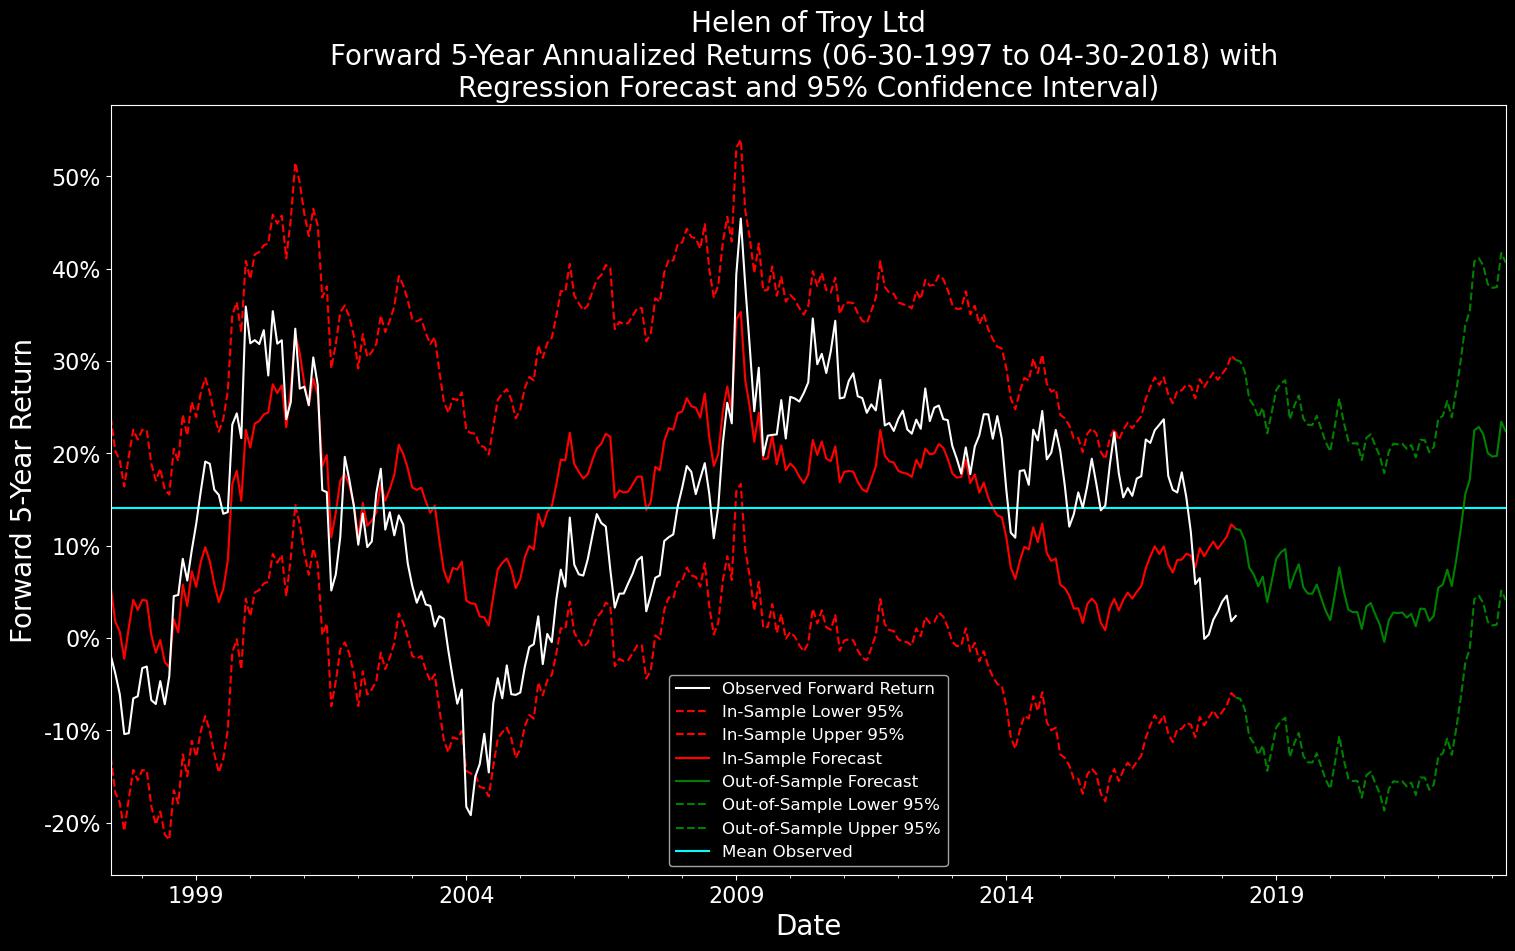 Helen of Troy Ltd
Forward 5-Year Annualized Returns (06-30-1997 to 04-30-2018) with
Regression Forecast and 95% Confidence Interval)
Forward 5-Year Return
50%
40%
30%
20%
10%
0%
-10%
-20%
Observed Forward Return
In-Sample Lower 95%
In-Sample Upper 95%
In-Sample Forecast
Out-of-Sample Forecast
Out-of-Sample Lower 95%
Out-of-Sample Upper 95%
Mean Observed
1999 2004 2009 2014 2019
Date